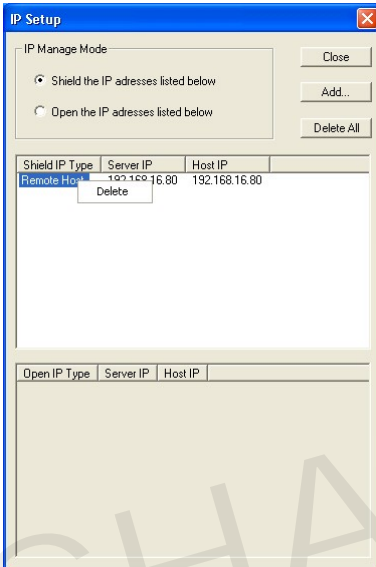 IP Setup
IP Manage Mode
Shield the IP adresses listed below
Open the IP adresses listed below
Close
Add...
Delete All
Shield IP Type Server IP Host IP
Remote Host 192.168.16.80 192.168.16.80
Delete
Open IP Type Server IP Host IP
CHA